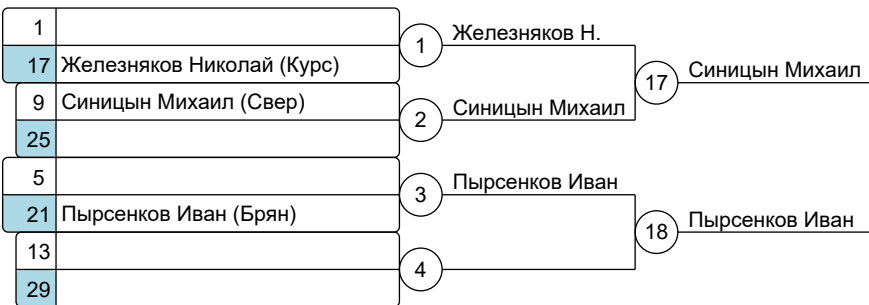 1
17 Железняков Николай (Курс)
9 Синицын Михаил (Свер)
25
5
21 Пырсенков Иван (Брян)
13
29
1 Железняков Н.
2 Синицын Михаил
3 Пырсенков Иван
4
17 Синицын Михаил
18 Пырсенков Иван